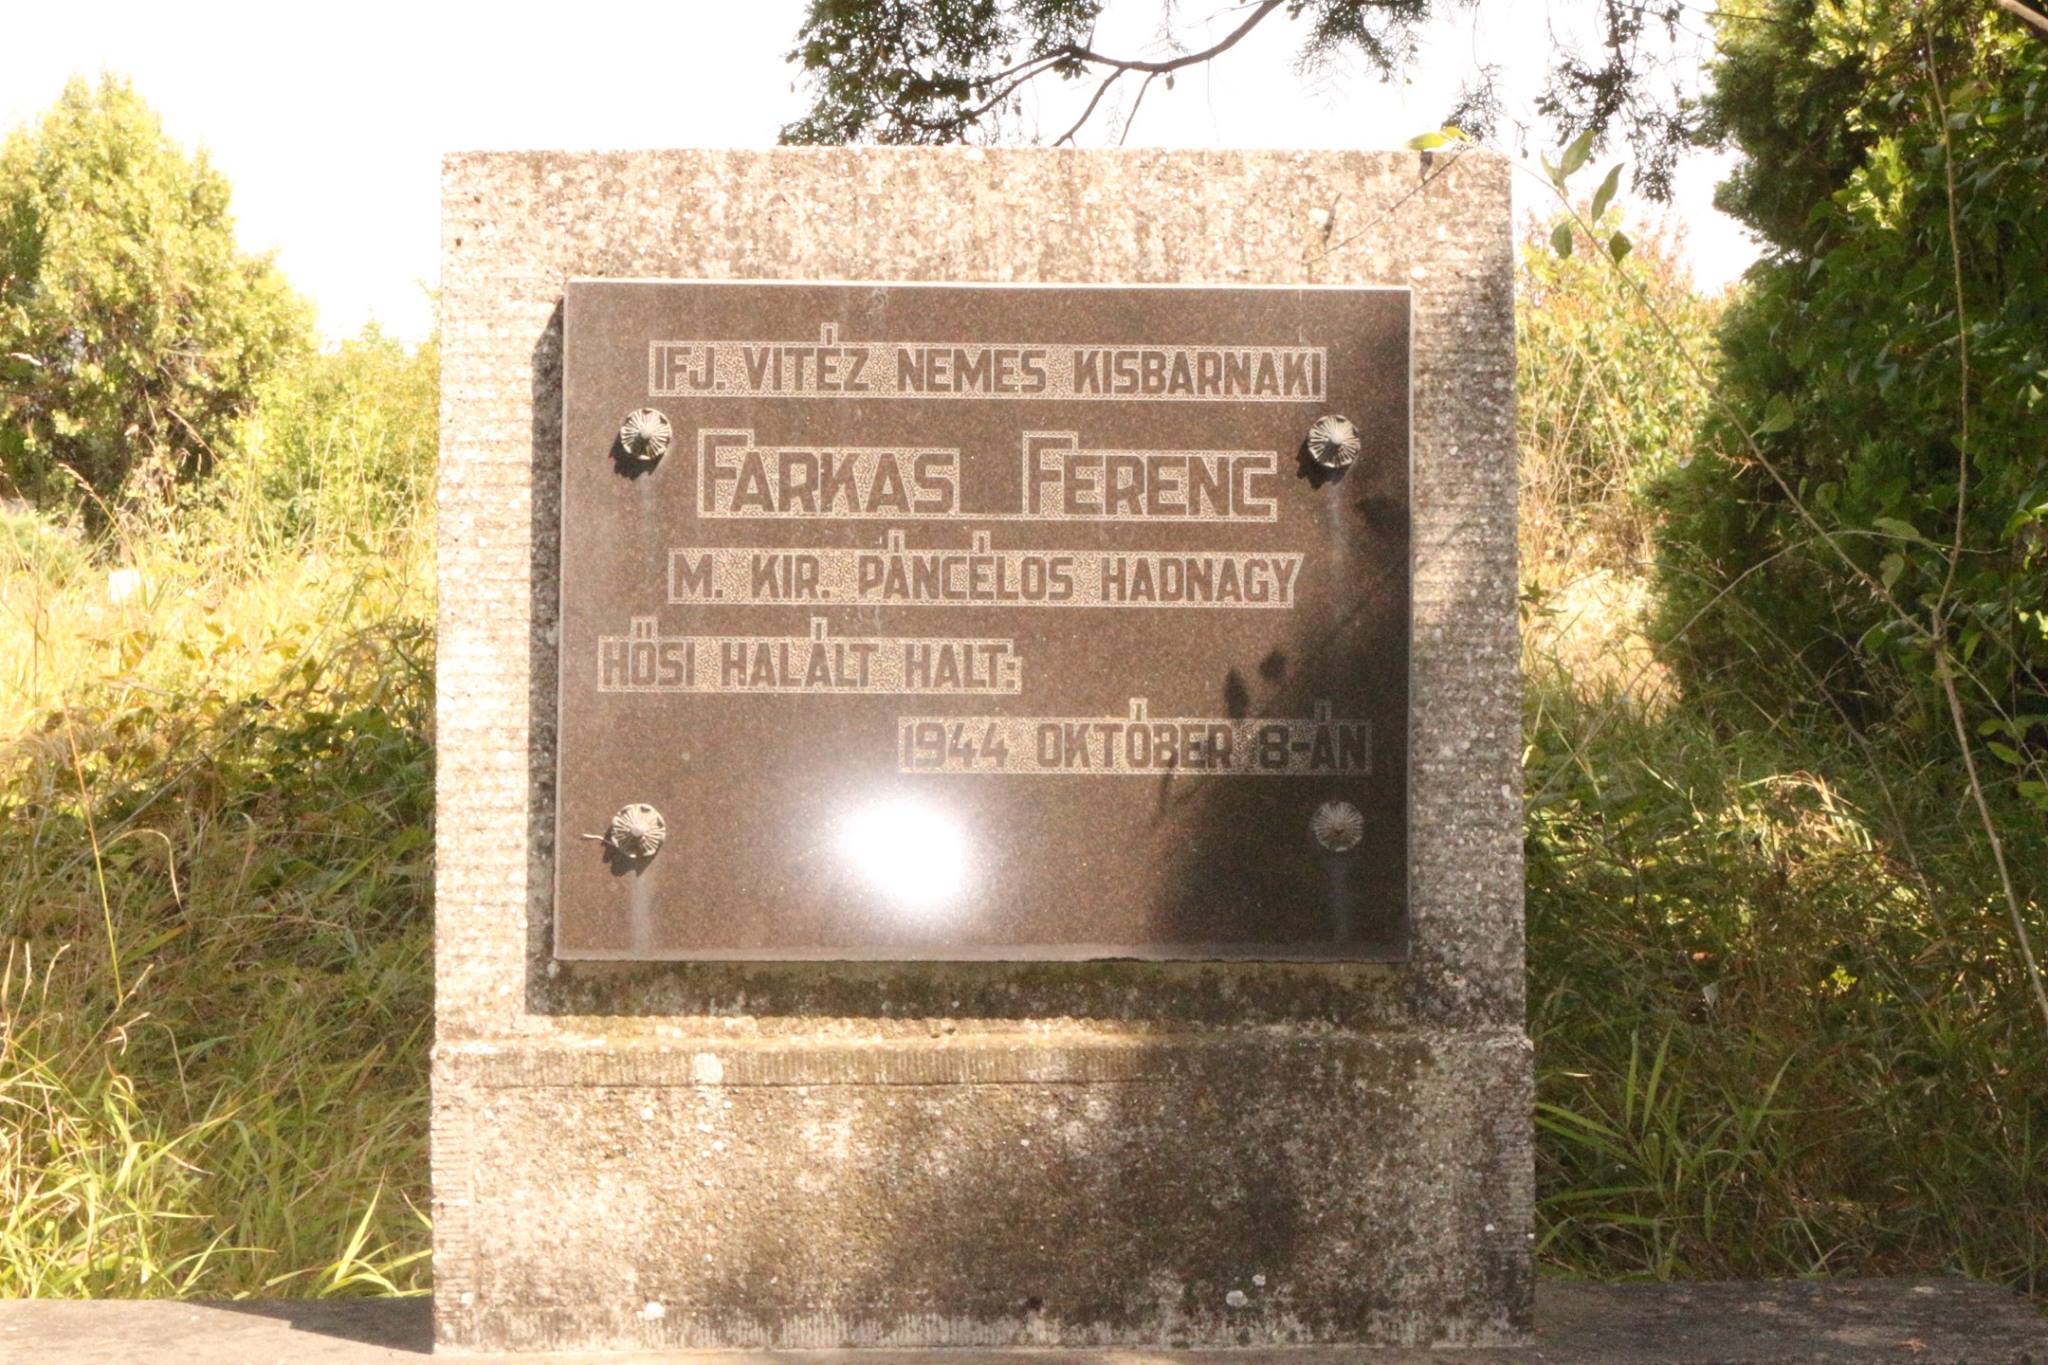 IFJ. VITÉZ NEMES KISBARNAKI
FARKAS FERENC
M. KIR. PÁNCÉLOS HADNAGY
HŐSI HALÁLT HALT:
1944 OKTÓBER 8-ÁN